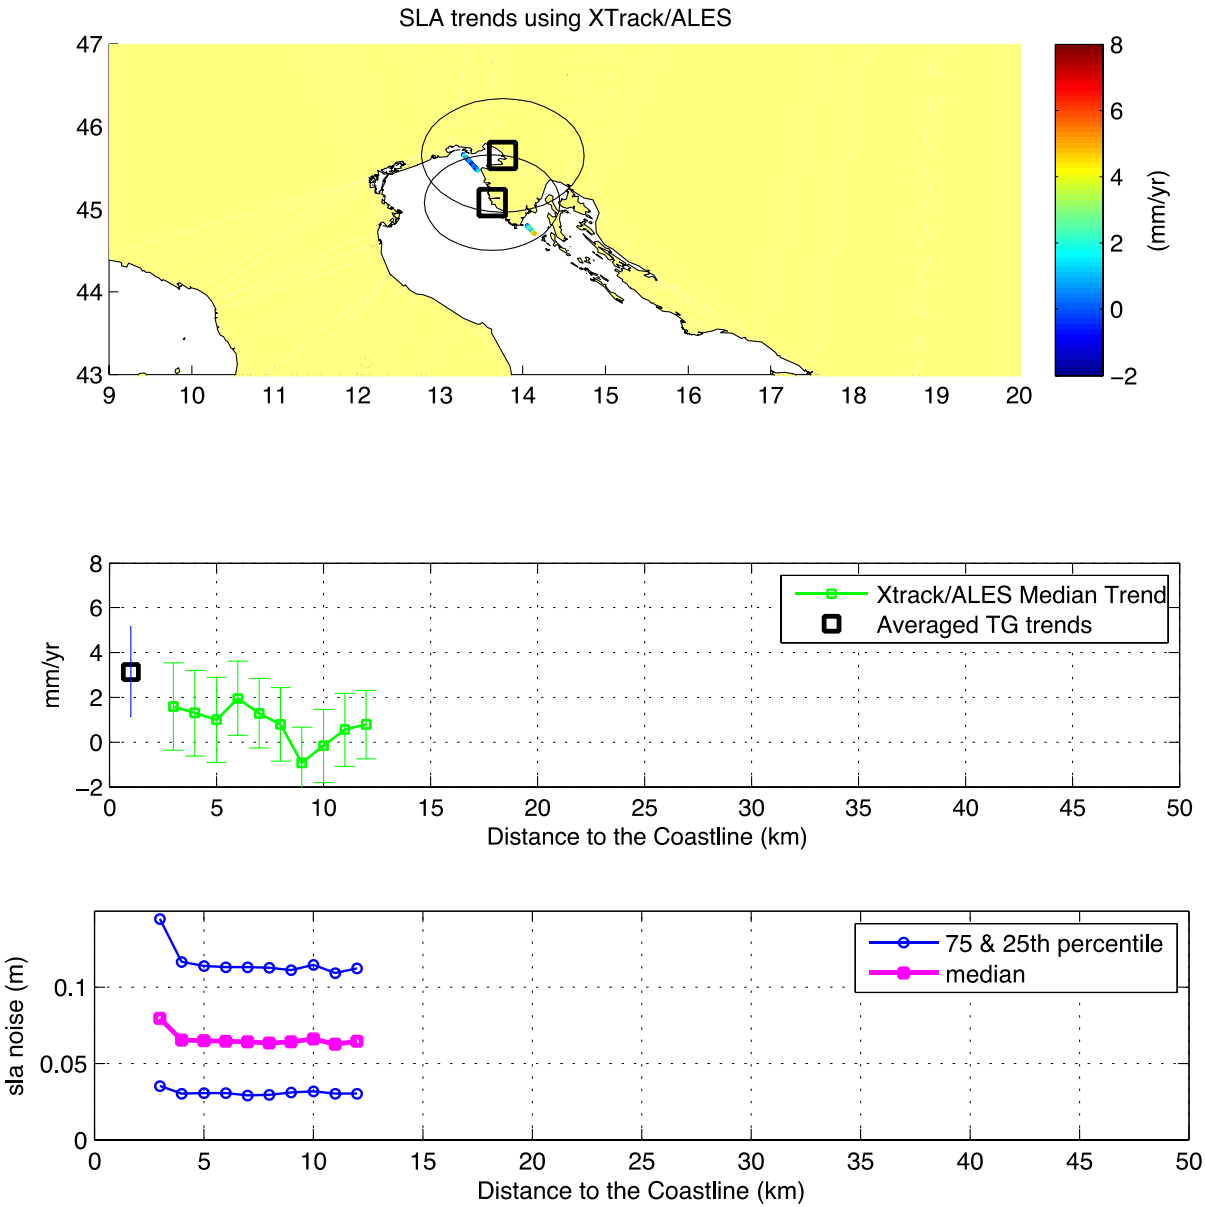 SLA trends using XTrack/ALES
47
46
45
44
43
9 10 11 12 13 14 15 16 17 18 19 20
8
6
4
2
0
−2
(mm/yr)
8
6
4
2
0
−2
mm/yr
Xtrack/ALES Median Trend
Averaged TG trends
0 5 10 15 20 25 30 35 40 45 50
Distance to the Coastline (km)
0.1
0.05
0
sla noise (m)
75 & 25th percentile
median
0 5 10 15 20 25 30 35 40 45 50
Distance to the Coastline (km)